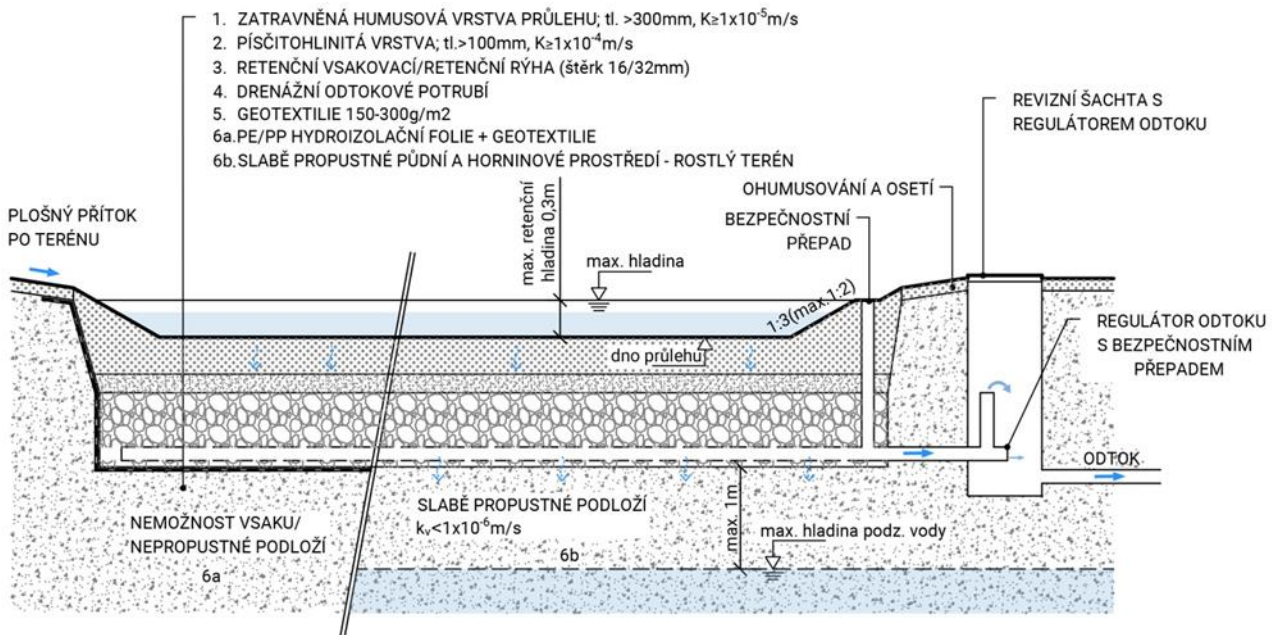 1. ZATRAVNĚNÁ HUMUSOVÁ VRSTVA PRŮLEHU; tl. >300mm, K≥1x10⁻⁵m/s
2. PÍSČITOHLINITÁ VRSTVA; tl.>100mm, K≥1x10⁻⁴m/s
3. RETENČNÍ VSAKOVACÍ/RETENČNÍ RÝHA (štěrk 16/32mm)
4. DRENÁŽNÍ ODTOKOVÉ POTRUBÍ
5. GEOTEXTILIE 150-300g/m2
6a.PE/PP HYDROIZOLAČNÍ FOLIE + GEOTEXTILIE
6b.SLABĚ PROPUSTNÉ PŮDNÍ A HORNINOVÉ PROSTŘEDÍ - ROSTLÝ TERÉN
REVIZNÍ ŠACHTA S
REGULÁTOREM ODTOKU
OHUMUSOVÁNÍ A OSETÍ
BEZPEČNOSTNÍ
PŘEPAD
PLOŠNÝ PŘÍTOK
PO TERÉNU
max. retenční
hladina 0,3m
max. hladina
1:3(max.1:2)
dno průlehu
REGULÁTOR ODTOKU
S BEZPEČNOSTNÍM
PŘEPADEM
ODTOK
NEMOŽNOST VSAKU/
NEPROPUSTNÉ PODLOŽÍ
6a
SLABĚ PROPUSTNÉ PODLOŽÍ
kᵥ<1x10⁻⁶m/s
6b
max. 1m
max. hladina podz. vody